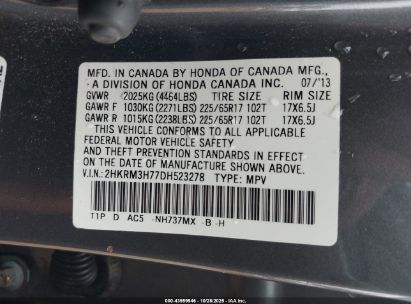 MFD. IN CANADA BY HONDA OF CANADA MFG.,
A DIVISION OF HONDA CANADA INC. 07/'13
GVWR 2025KG (4464LBS) TIRE SIZE RIM SIZE
GAWR F 1030KG (2271LBS) 225/65R17 102T 17X6.5J
GAWR R 1015KG (2238LBS) 225/65R17 102T 17X6.5J
THIS VEHICLE CONFORMS TO ALL APPLICABLE
FEDERAL MOTOR VEHICLE SAFETY
AND THEFT PREVENTION STANDARDS IN
EFFECT ON THE DATE OF MANUFACTURE
SHOWN ABOVE.
V.I.N.: 2HKRM3H77DH523278 TYPE: MPV
T1P D AC5 NH737MX B H